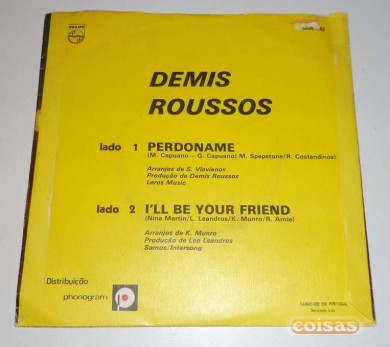 PHILIPS
DEMIS
ROUSSOS
lado 1 PERDONAME
(M. Capuano - G. Capuano/ M. Spepstone/R. Costandinos)
Arranjos de S. Vlavianos
Produção de Demis Roussos
Leros Music
lado 2 I'LL BE YOUR FRIEND
(Nina Martin/L. Leandros/K. Munro/R. Arnie)
Arranjos de K. Munro
Produção de Leo Leandros
Samos/Intersong
Distribuição
phonogram
FABRICADO EM PORTUGAL
coisas